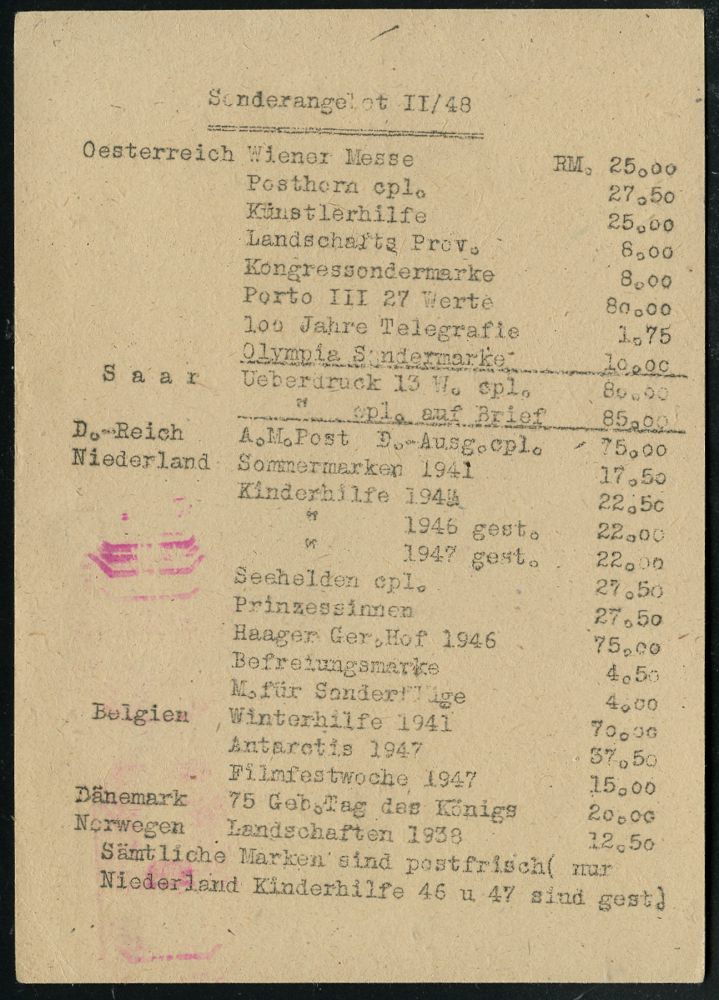 Sonderangebot II/48
Oesterreich Wiener Messe RM. 25.00
Posthorn cpl. 27.50
Künstlerhilfe 25.00
Landschafts Prov. 6.00
Kongressondermarke 8.00
Porto III 27 Werte 80.00
100 Jahre Telegrafie 1.75
Olympia Sondermarke 10.00
S a a r Ueberdruck 13 W. cpl. 80.00
" cpl. auf Brief 85.00
D.-Reich A.M.Post D.-Ausg.cpl. 75.00
Niederland Sommermarken 1941 17.50
Kinderhilfe 22.50
" 1946 gest. 22.00
" 1947 gest. 22.00
Seehelden cpl. 27.50
Prinzessinnen 27.50
Haager Ger.Hof 1946 75.00
Befreiungsmarke 4.50
M.für Sonderflüge 4.00
Belgien Winterhilfe 1941 70.00
Antarctis 1947 37.50
Filmfestwoche 1947 15.00
Dänemark 75 Geb.Tag des Königs 20.00
Norwegen Landschaften 1938 12.50
Sämtliche Marken sind postfrisch( nur
Niederland Kinderhilfe 46 u 47 sind gest)